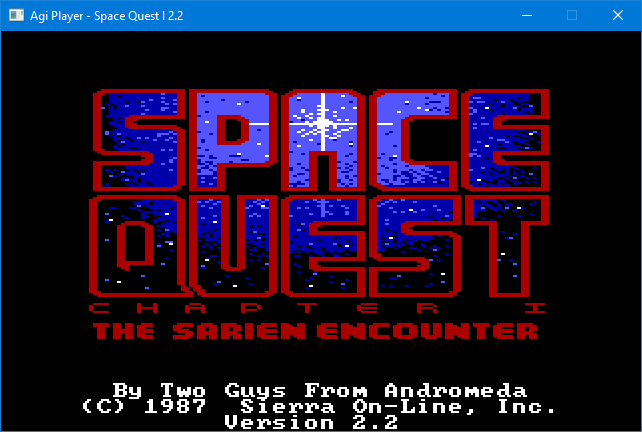 Agi Player - Space Quest I 2.2
SPACE
QUEST
CHAPTER I
THE SARIEN ENCOUNTER
By Two Guys From Andromeda
(C) 1987 Sierra On-Line, Inc.
Version 2.2